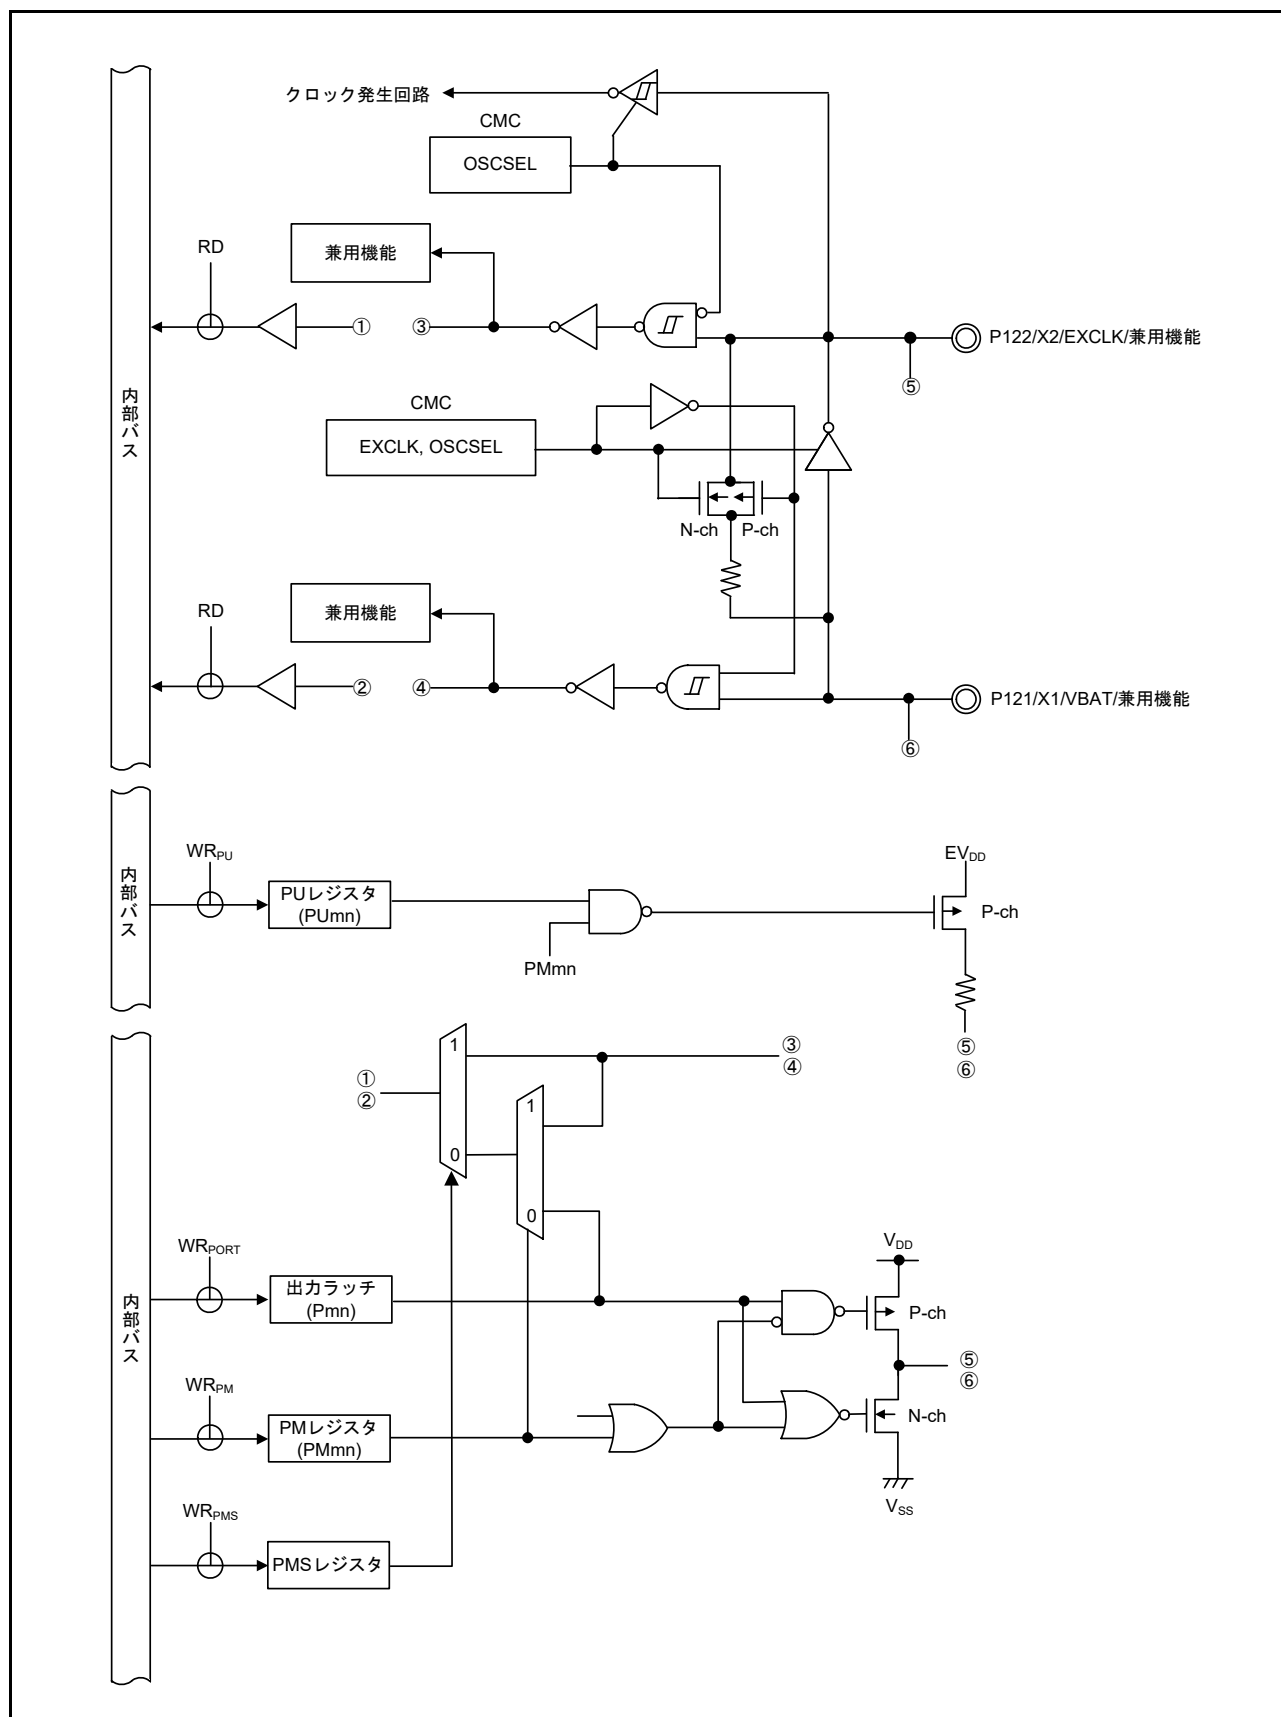 クロック発生回路
CMC
OSCSEL
RD
兼用機能
①
③
P122/X2/EXCLK/兼用機能
⑤
内部バス
CMC
EXCLK, OSCSEL
N-ch
P-ch
RD
兼用機能
②
④
P121/X1/VBAT/兼用機能
⑥
内部バス
WRPU
PUレジスタ
(PUmn)
PMmn
EVDD
P-ch
⑤
⑥
1
0
①
②
③
④
1
0
内部バス
WRPORT
出力ラッチ
(Pmn)
VDD
P-ch
⑤
⑥
WRPM
PMレジスタ
(PMmn)
N-ch
VSS
WRPMS
PMSレジスタ